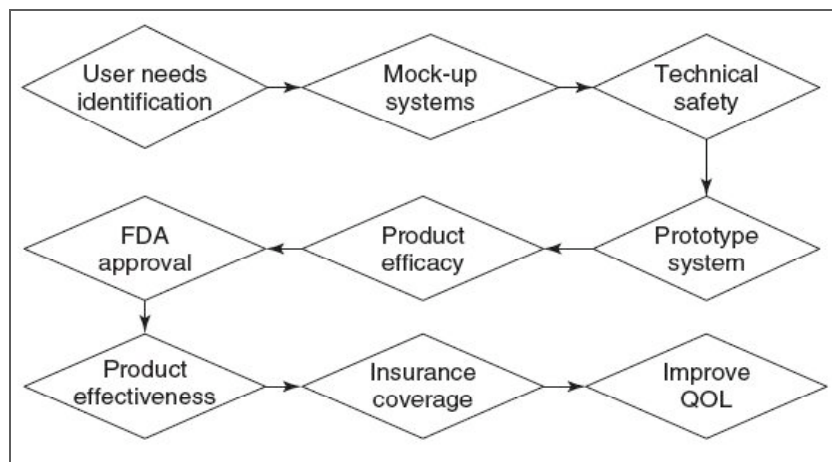 User needs
identification
Mock-up
systems
Technical
safety
FDA
approval
Product
efficacy
Prototype
system
Product
effectiveness
Insurance
coverage
Improve
QOL